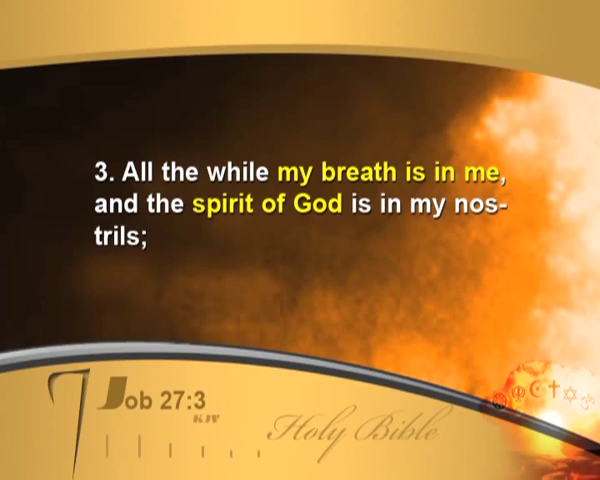 3. All the while my breath is in me,
and the spirit of God is in my nos-
trils;
Job 27:3
KJV
Holy Bible